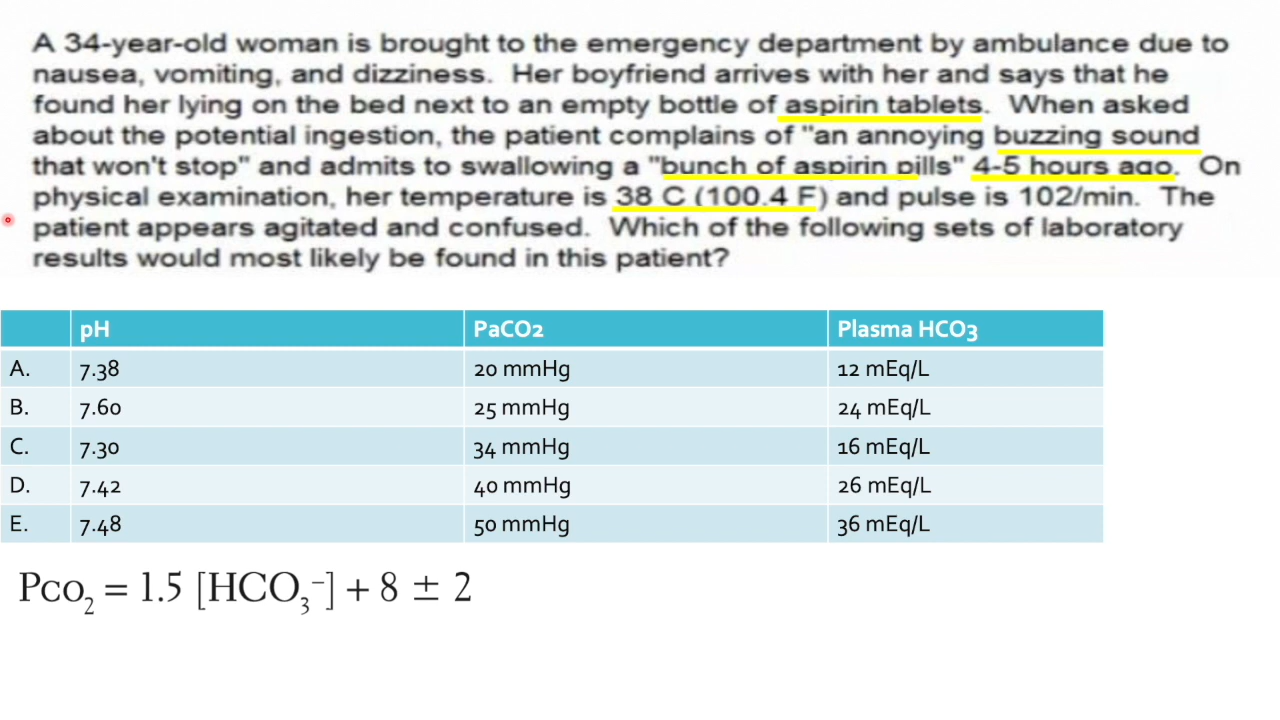 A 34-year-old woman is brought to the emergency department by ambulance due to
nausea, vomiting, and dizziness. Her boyfriend arrives with her and says that he
found her lying on the bed next to an empty bottle of aspirin tablets. When asked
about the potential ingestion, the patient complains of "an annoying buzzing sound
that won't stop" and admits to swallowing a "bunch of aspirin pills" 4-5 hours ago. On
physical examination, her temperature is 38 C (100.4 F) and pulse is 102/min. The
patient appears agitated and confused. Which of the following sets of laboratory
results would most likely be found in this patient?
pH PaCO2 Plasma HCO3
A. 7.38 20 mmHg 12 mEq/L
B. 7.60 25 mmHg 24 mEq/L
C. 7.30 34 mmHg 16 mEq/L
D. 7.42 40 mmHg 26 mEq/L
E. 7.48 50 mmHg 36 mEq/L
Pco₂ = 1.5 [HCO₃⁻] + 8 ± 2